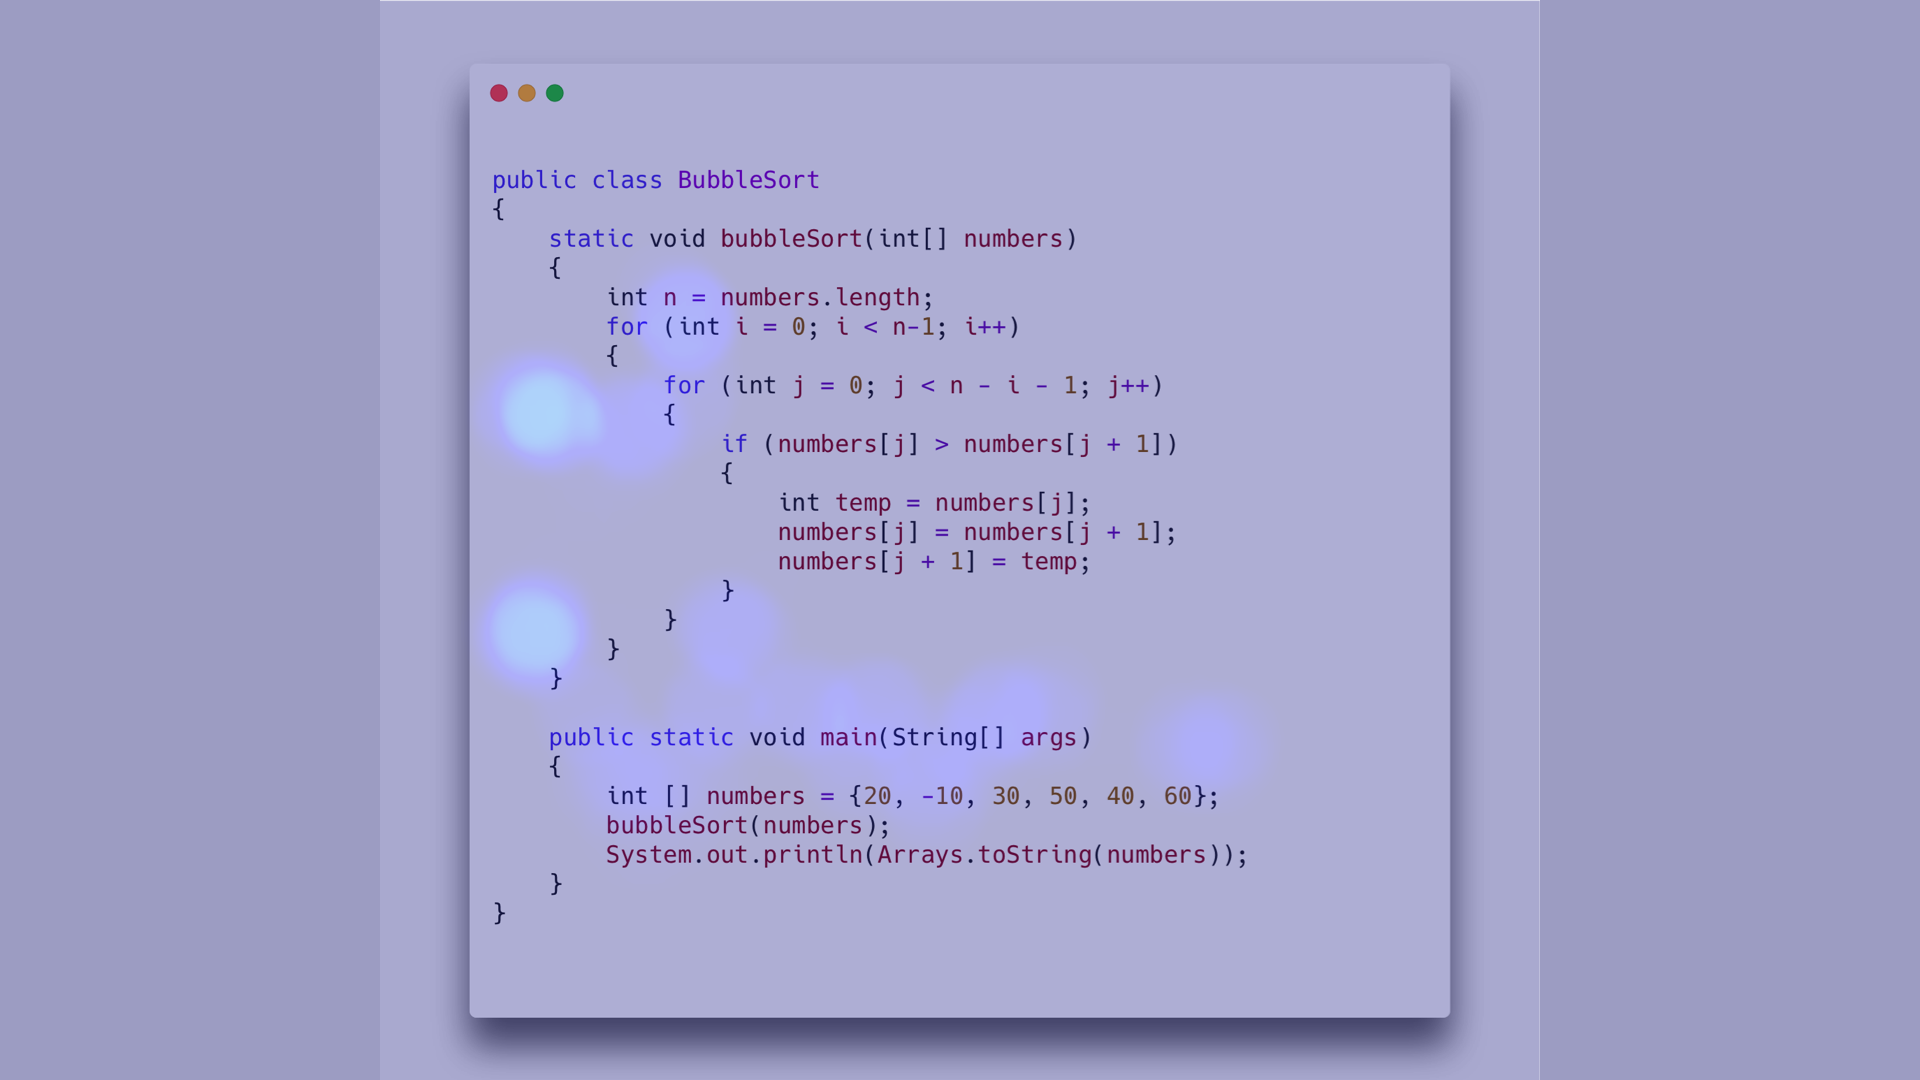 public class BubbleSort
{
    static void bubbleSort(int[] numbers)
    {
        int n = numbers.length;
        for (int i = 0; i < n-1; i++)
        {
            for (int j = 0; j < n - i - 1; j++)
            {
                if (numbers[j] > numbers[j + 1])
                {
                    int temp = numbers[j];
                    numbers[j] = numbers[j + 1];
                    numbers[j + 1] = temp;
                }
            }
        }
    }

    public static void main(String[] args)
    {
        int [] numbers = {20, -10, 30, 50, 40, 60};
        bubbleSort(numbers);
        System.out.println(Arrays.toString(numbers));
    }
}